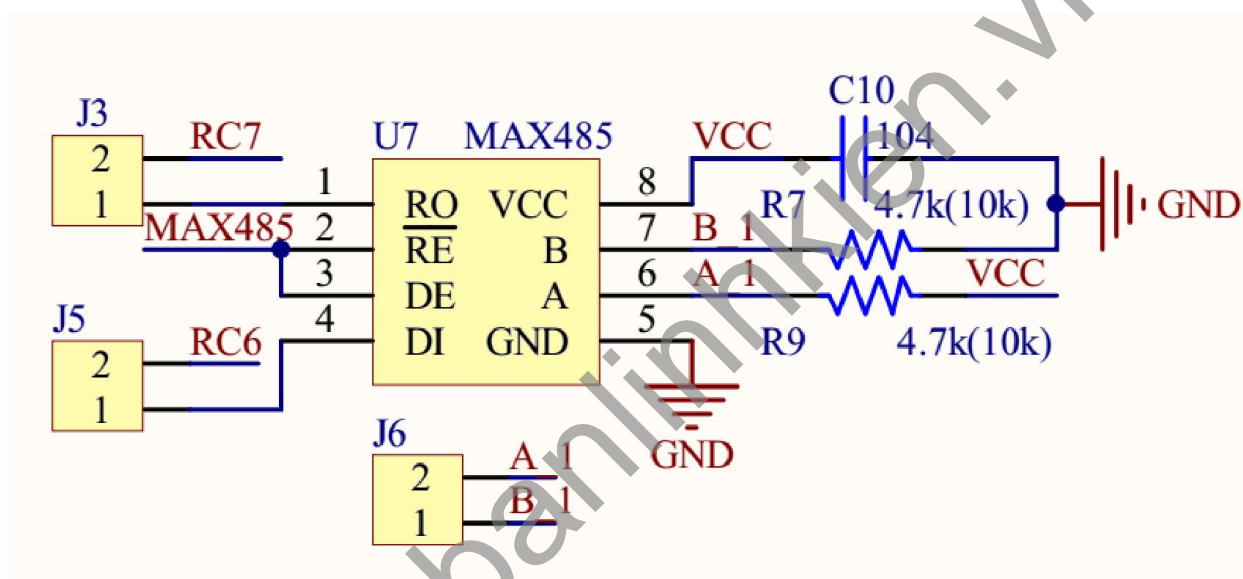 J3
2
1
RC7
MAX485
J5
2
1
RC6
U7
MAX485
1
2
3
4
RO
RE
DE
DI
VCC
B
A
GND
8
7
6
5
VCC
B_1
A_1
GND
C10
104
R7
4.7k(10k)
VCC
R9
4.7k(10k)
GND
J6
2
1
A_1
B_1
banlinhkien.vn